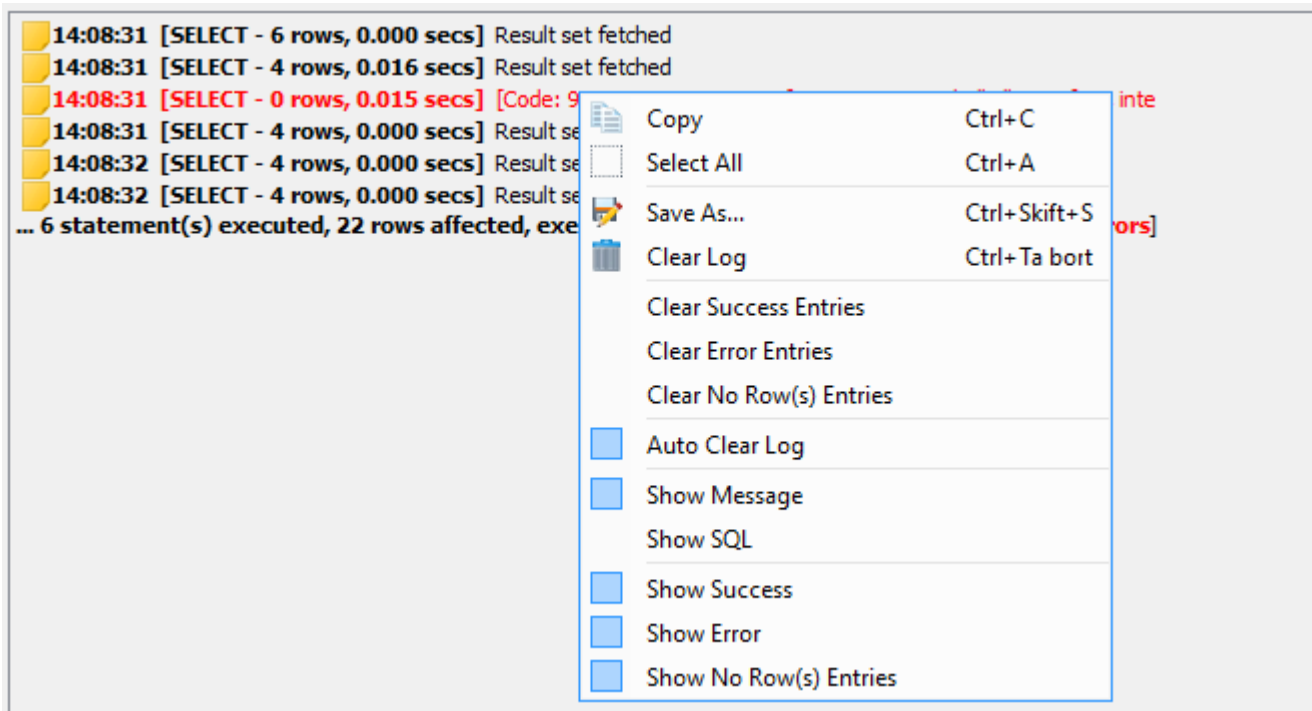 14:08:31 [SELECT - 6 rows, 0.000 secs] Result set fetched
14:08:31 [SELECT - 4 rows, 0.016 secs] Result set fetched
14:08:31 [SELECT - 0 rows, 0.015 secs] [Code: 9 inte
14:08:31 [SELECT - 4 rows, 0.000 secs] Result se
14:08:32 [SELECT - 4 rows, 0.000 secs] Result se
14:08:32 [SELECT - 4 rows, 0.000 secs] Result se
... 6 statement(s) executed, 22 rows affected, exe rors]
Copy Ctrl+C
Select All Ctrl+A
Save As... Ctrl+Skift+S
Clear Log Ctrl+Ta bort
Clear Success Entries
Clear Error Entries
Clear No Row(s) Entries
Auto Clear Log
Show Message
Show SQL
Show Success
Show Error
Show No Row(s) Entries